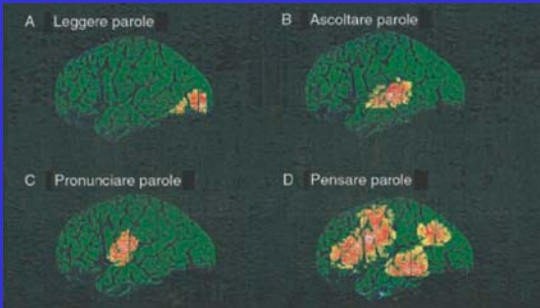 A Leggere parole
B Ascoltare parole
C Pronunciare parole
D Pensare parole